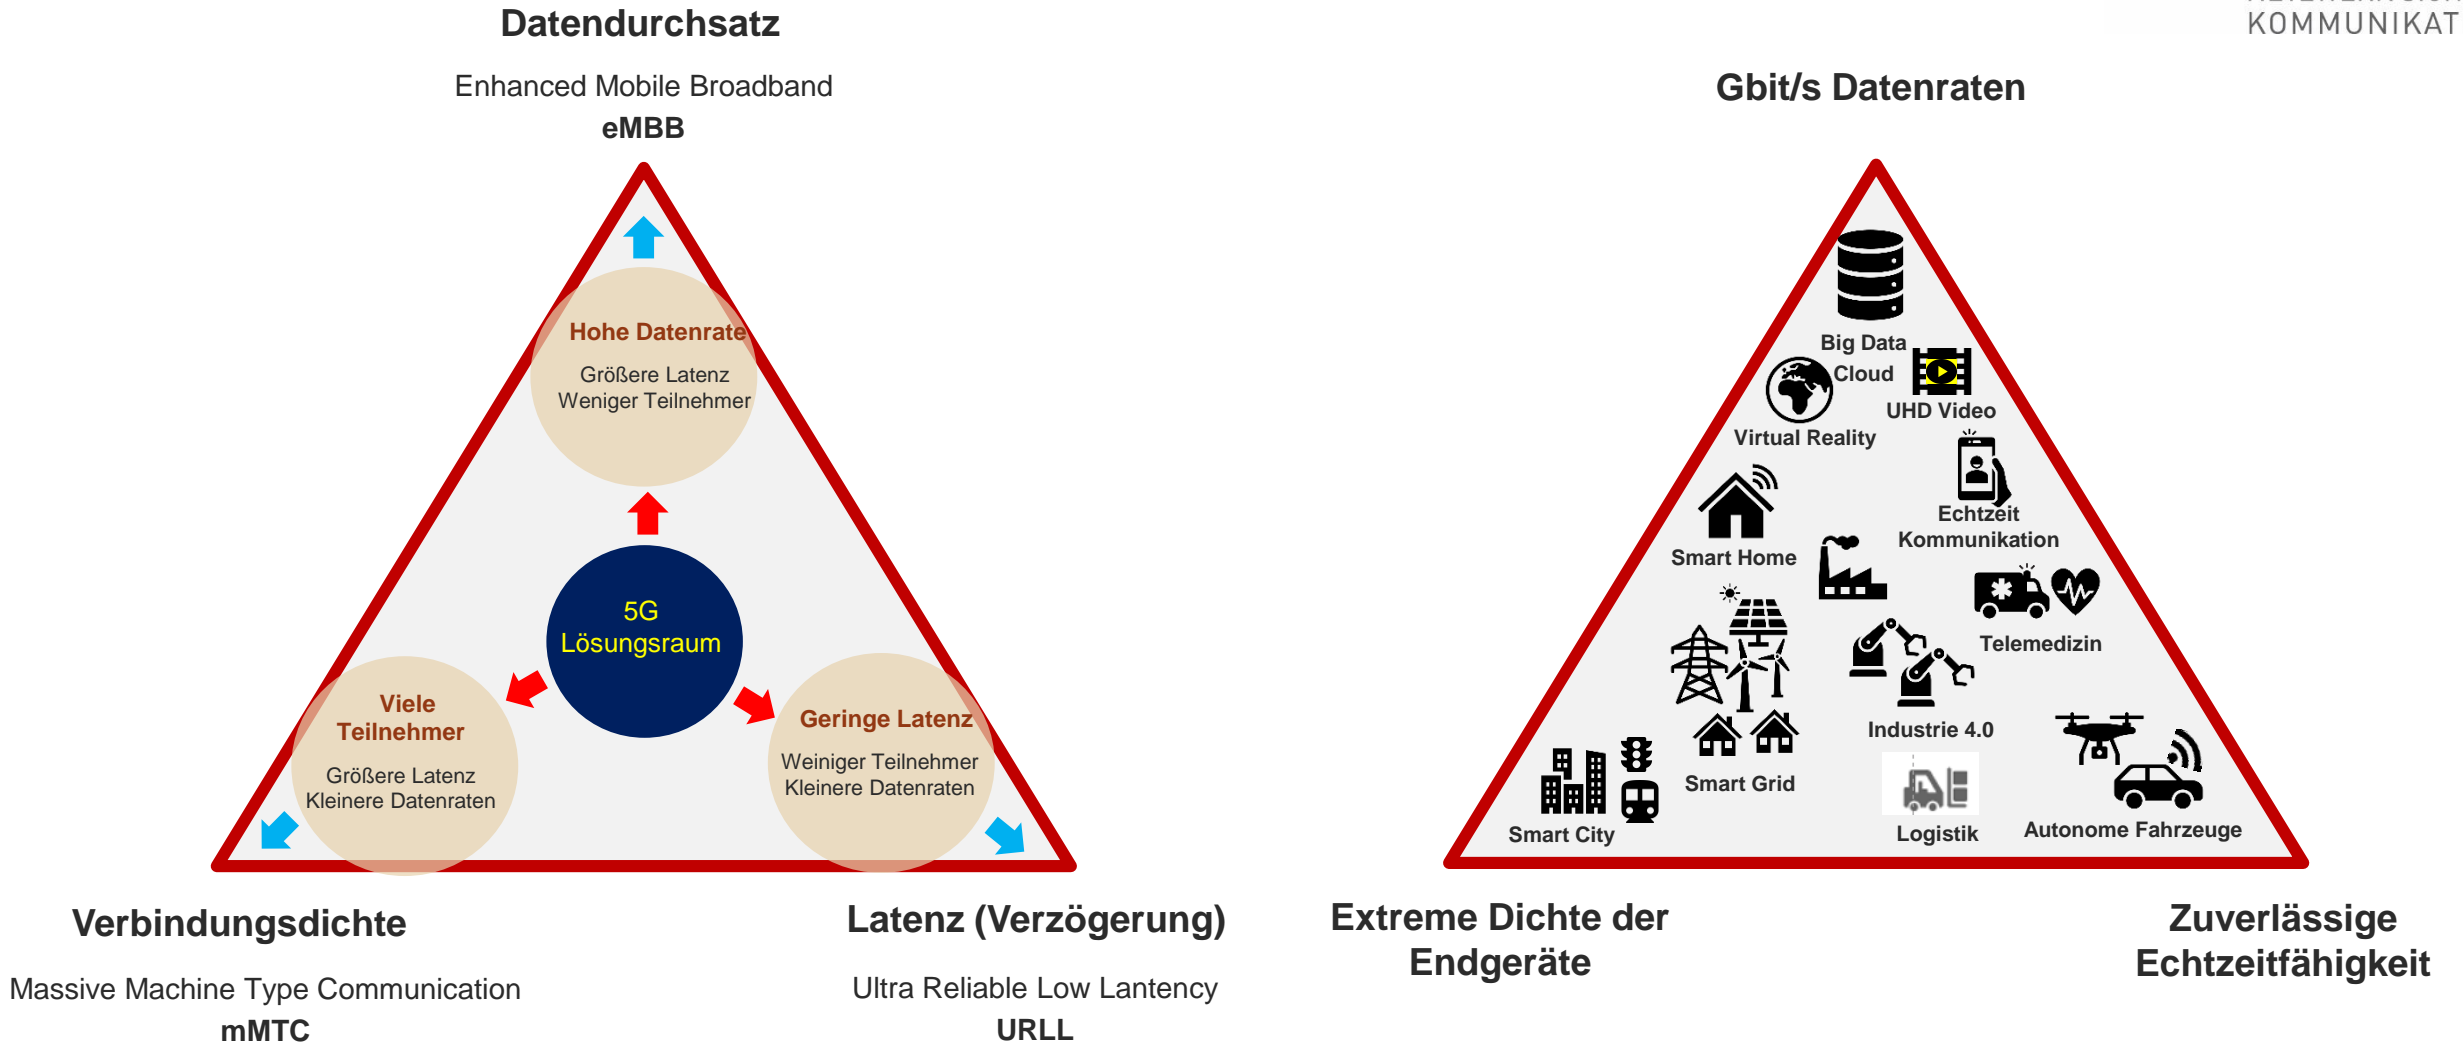 KOMMUNIKAT
Datendurchsatz
Enhanced Mobile Broadband
eMBB
Hohe Datenrate
Größere Latenz
Weniger Teilnehmer
5G
Lösungsraum
Viele
Teilnehmer
Größere Latenz
Kleinere Datenraten
Geringe Latenz
Weiniger Teilnehmer
Kleinere Datenraten
Verbindungsdichte
Massive Machine Type Communication
mMTC
Latenz (Verzögerung)
Ultra Reliable Low Lantency
URLL
Gbit/s Datenraten
Big Data
Cloud
UHD Video
Virtual Reality
Echtzeit
Kommunikation
Smart Home
Telemedizin
Industrie 4.0
Smart Grid
Smart City
Logistik
Autonome Fahrzeuge
Extreme Dichte der
Endgeräte
Zuverlässige
Echtzeitfähigkeit